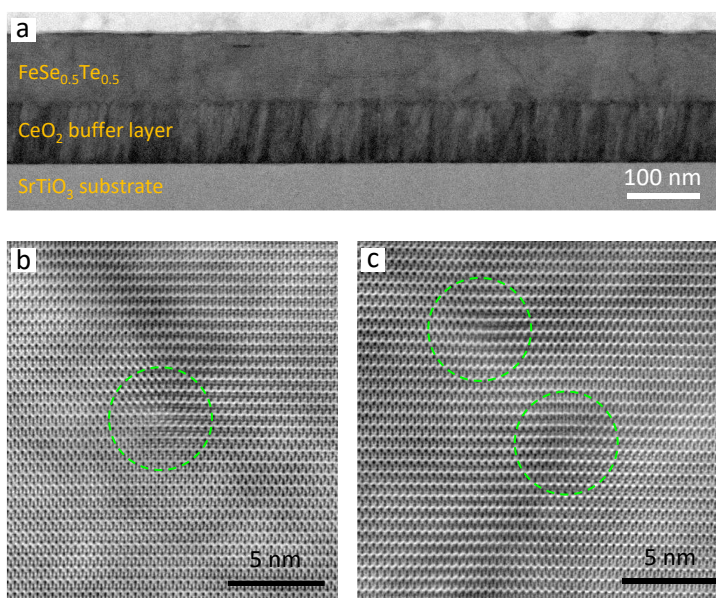 a
FeSe₀.₅Te₀.₅
CeO₂ buffer layer
SrTiO₃ substrate
100 nm
b
c
5 nm
5 nm